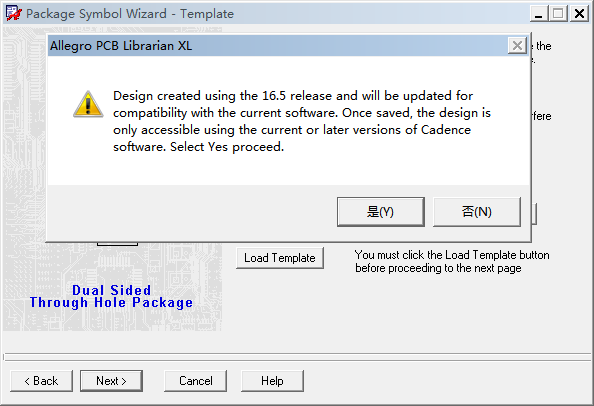 Package Symbol Wizard - Template
Allegro PCB Librarian XL
the
e.
Design created using the 16.5 release and will be updated for
compatibility with the current software. Once saved, the design is
only accessible using the current or later versions of Cadence
software. Select Yes proceed.
rfere
是(Y)
否(N)
Load Template
You must click the Load Template button
before proceeding to the next page
Dual Sided
Through Hole Package
< Back
Next >
Cancel
Help